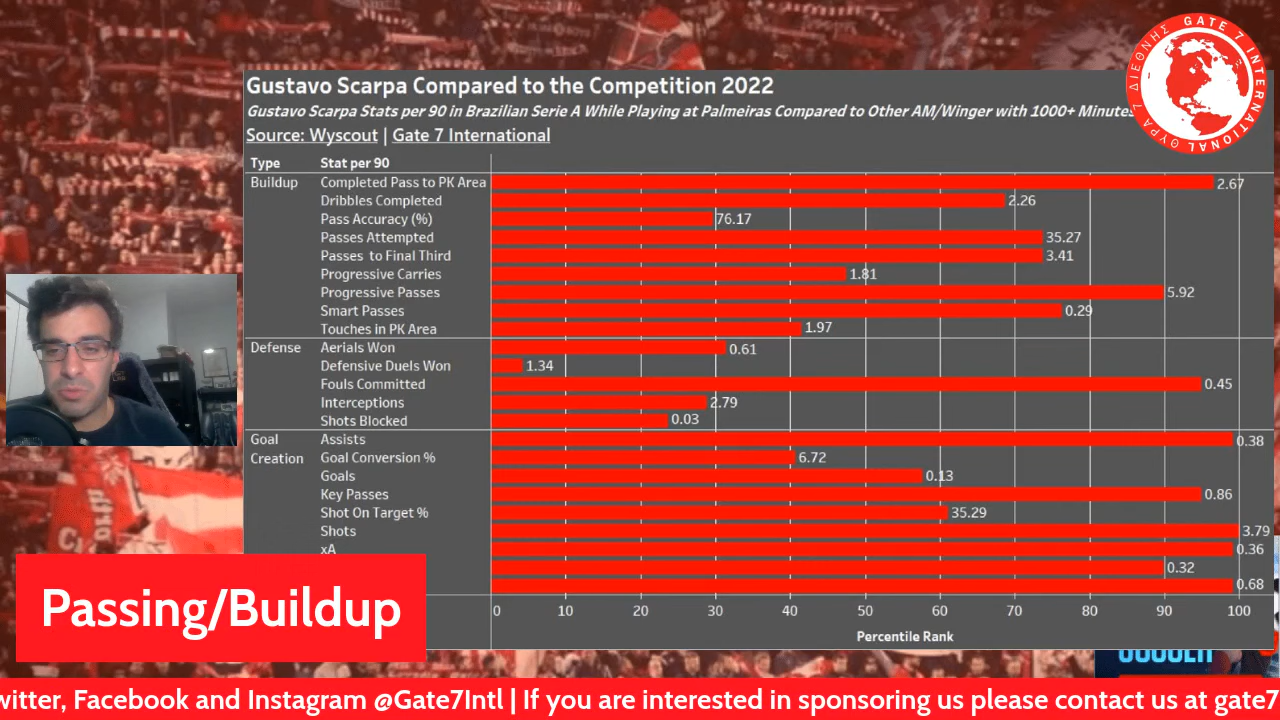 Gustavo Scarpa Compared to the Competition 2022
Gustavo Scarpa Stats per 90 in Brazilian Serie A While Playing at Palmeiras Compared to Other AM/Winger with 1000+ Minutes
Source: Wyscout | Gate 7 International
GATE 7 INTERNATIONAL ΘΥΡΑ 7 ΔΙΕΘΝΗΣ
Type Stat per 90
Buildup Completed Pass to PK Area 2.67
Dribbles Completed 2.26
Pass Accuracy (%) 76.17
Passes Attempted 35.27
Passes to Final Third 3.41
Progressive Carries 1.81
Progressive Passes 5.92
Smart Passes 0.29
Touches in PK Area 1.97
Defense Aerials Won 0.61
Defensive Duels Won 1.34
Fouls Committed 0.45
Interceptions 2.79
Shots Blocked 0.03
Goal Assists 0.38
Creation Goal Conversion % 6.72
Goals 0.13
Key Passes 0.86
Shot On Target % 35.29
Shots 3.79
xA 0.36
0.32
0.68
0 10 20 30 40 50 60 70 80 90 100
Percentile Rank
Passing/Buildup
witter, Facebook and Instagram @Gate7Intl | If you are interested in sponsoring us please contact us at gate7